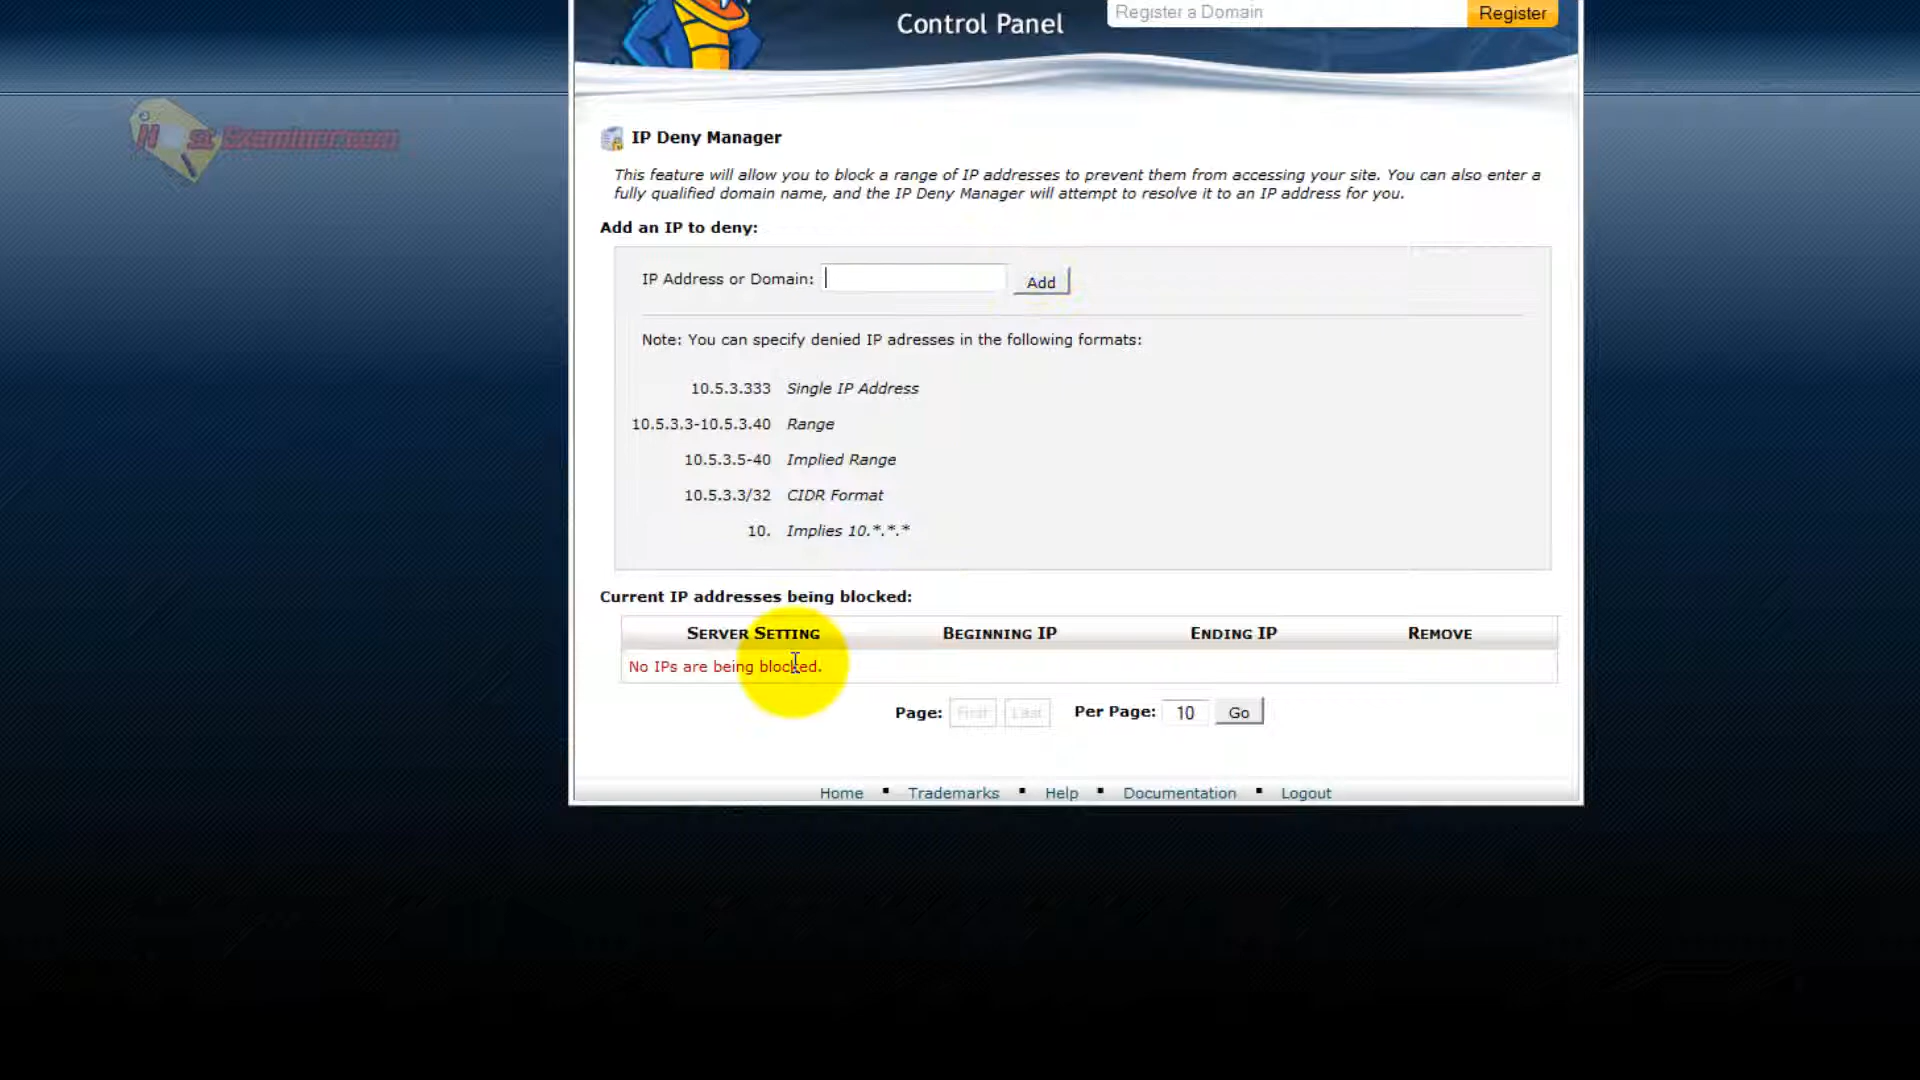 Control Panel
Register a Domain
Register
IP Deny Manager
This feature will allow you to block a range of IP addresses to prevent them from accessing your site. You can also enter a
fully qualified domain name, and the IP Deny Manager will attempt to resolve it to an IP address for you.
Add an IP to deny:
IP Address or Domain:
Add
Note: You can specify denied IP adresses in the following formats:
10.5.3.333 Single IP Address
10.5.3.3-10.5.3.40 Range
10.5.3.5-40 Implied Range
10.5.3.3/32 CIDR Format
10. Implies 10.*.*.*
Current IP addresses being blocked:
SERVER SETTING BEGINNING IP ENDING IP REMOVE
No IPs are being blocked.
Page: First Last Per Page: 10 Go
Home ▪ Trademarks ▪ Help ▪ Documentation ▪ Logout